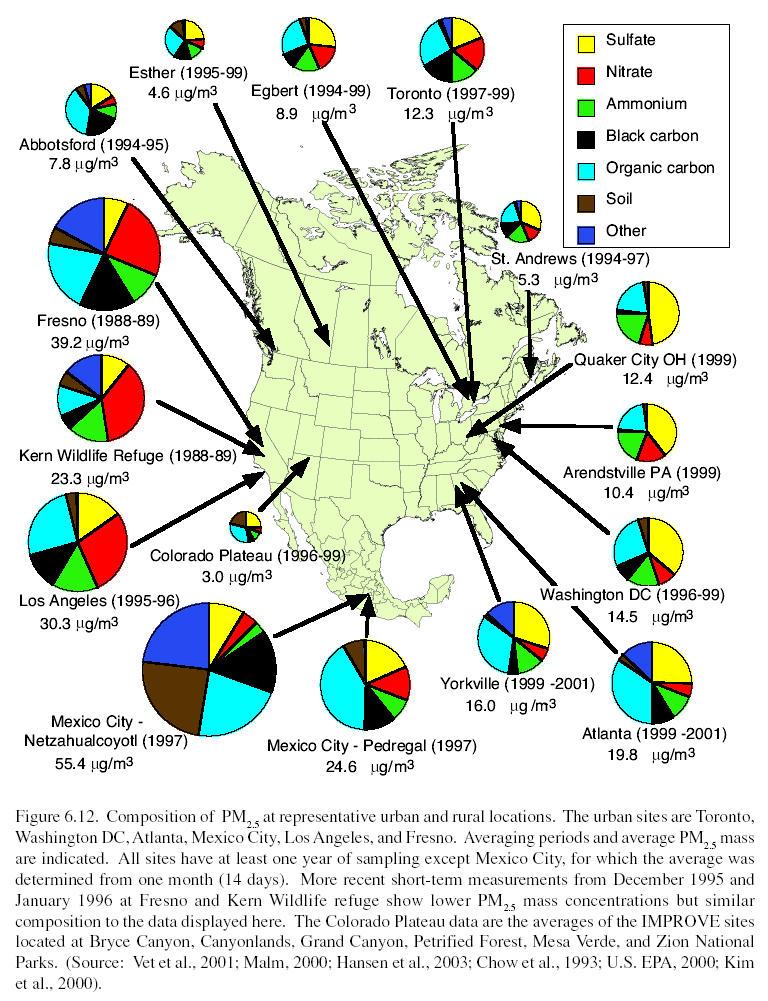 Esther (1995-99)
4.6 µg/m3
Egbert (1994-99)
8.9 µg/m3
Toronto (1997-99)
12.3 µg/m3
Sulfate
Nitrate
Ammonium
Black carbon
Organic carbon
Soil
Other
Abbotsford (1994-95)
7.8 µg/m3
St. Andrews (1994-97)
5.3 µg/m3
Fresno (1988-89)
39.2 µg/m3
Quaker City OH (1999)
12.4 µg/m3
Kern Wildlife Refuge (1988-89)
23.3 µg/m3
Arendstville PA (1999)
10.4 µg/m3
Colorado Plateau (1996-99)
3.0 µg/m3
Los Angeles (1995-96)
30.3 µg/m3
Washington DC (1996-99)
14.5 µg/m3
Yorkville (1999 -2001)
16.0 µg/m3
Mexico City -
Netzahualcoyotl (1997)
55.4 µg/m3
Mexico City - Pedregal (1997)
24.6 µg/m3
Atlanta (1999 -2001)
19.8 µg/m3
Figure 6.12. Composition of PM2.5 at representative urban and rural locations. The urban sites are Toronto,
Washington DC, Atlanta, Mexico City, Los Angeles, and Fresno. Averaging periods and average PM2.5 mass
are indicated. All sites have at least one year of sampling except Mexico City, for which the average was
determined from one month (14 days). More recent short-term measurements from December 1995 and
January 1996 at Fresno and Kern Wildlife refuge show lower PM2.5 mass concentrations but similar
composition to the data displayed here. The Colorado Plateau data are the averages of the IMPROVE sites
located at Bryce Canyon, Canyonlands, Grand Canyon, Petrified Forest, Mesa Verde, and Zion National
Parks. (Source: Vet et al., 2001; Malm, 2000; Hansen et al., 2003; Chow et al., 1993; U.S. EPA, 2000; Kim
et al., 2000).